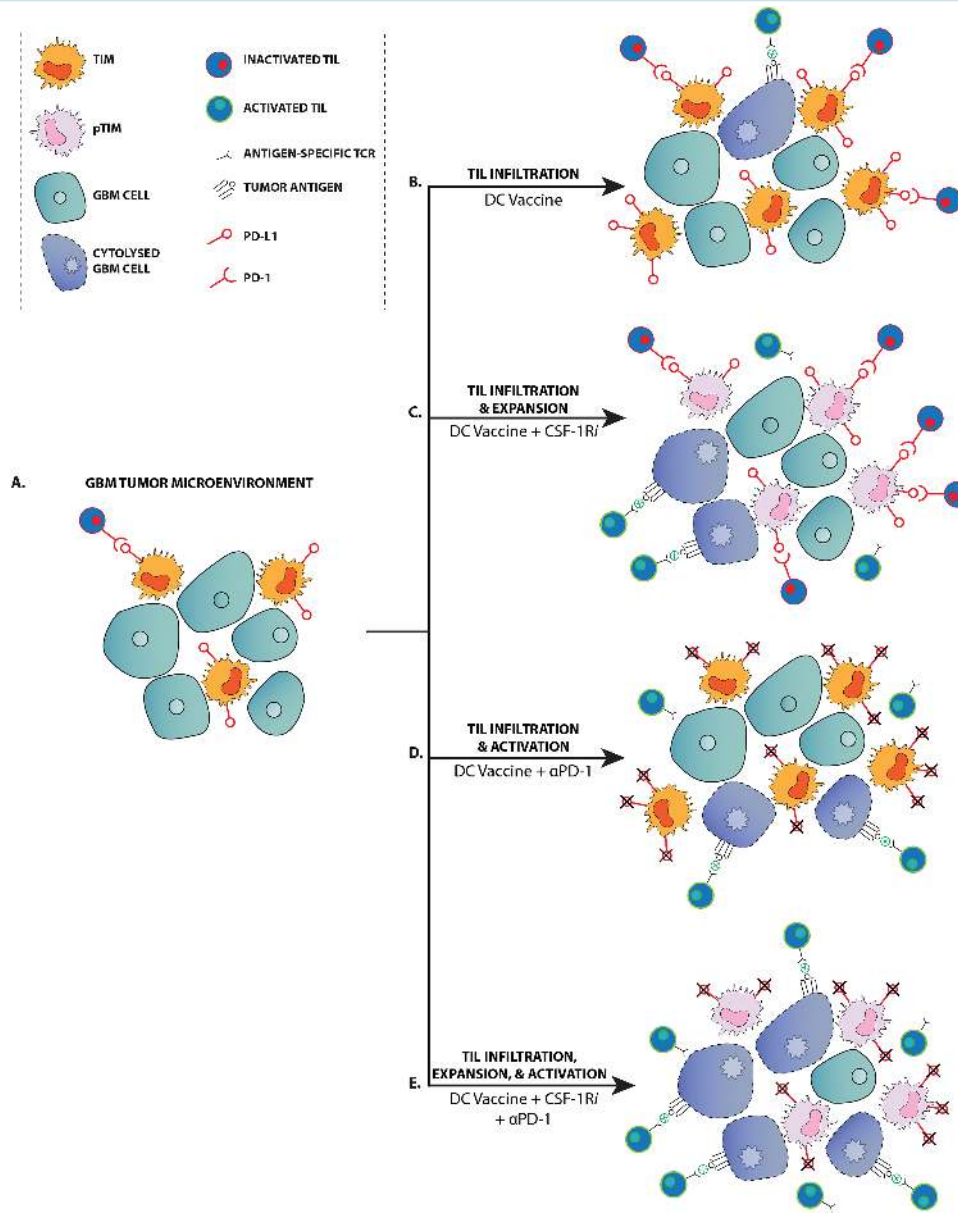 TIM
pTIM
GBM CELL
CYTOLYSED
GBM CELL
INACTIVATED TIL
ACTIVATED TIL
ANTIGEN-SPECIFIC TCR
TUMOR ANTIGEN
PD-L1
PD-1
A.
GBM TUMOR MICROENVIRONMENT
B.
TIL INFILTRATION
DC Vaccine
C.
TIL INFILTRATION
& EXPANSION
DC Vaccine + CSF-1Ri
D.
TIL INFILTRATION
& ACTIVATION
DC Vaccine + αPD-1
E.
TIL INFILTRATION,
EXPANSION, & ACTIVATION
DC Vaccine + CSF-1Ri
+ αPD-1